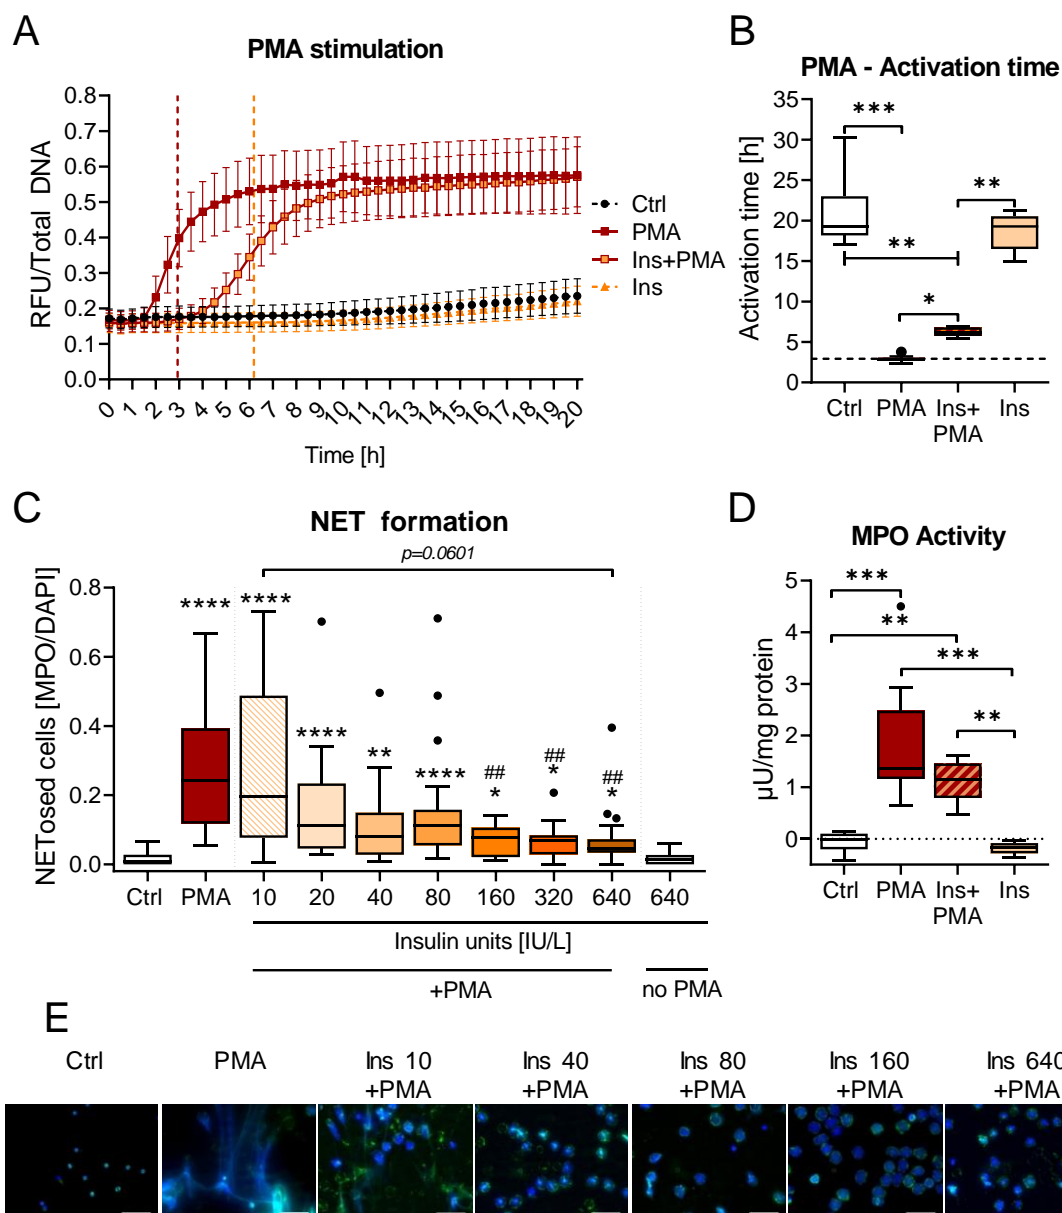 A
PMA stimulation
RFU/Total DNA
0.8
0.7
0.6
0.5
0.4
0.3
0.2
0.1
0.0
0 1 2 3 4 5 6 7 8 9 10 11 12 13 14 15 16 17 18 19 20
Time [h]
Ctrl
PMA
Ins+PMA
Ins
B
PMA - Activation time
Activation time [h]
35
30
25
20
15
10
5
0
***
**
**
*
Ctrl PMA Ins+ Ins
PMA
C
NET formation
p=0.0601
NETosed cells [MPO/DAPI]
0.8
0.6
0.4
0.2
0.0
**** **** **** ** **** ## ## ##
* * *
Ctrl PMA 10 20 40 80 160 320 640 640
Insulin units [IU/L]
+PMA no PMA
D
MPO Activity
µU/mg protein
5
4
3
2
1
0
***
**
***
**
Ctrl PMA Ins+ Ins
PMA
E
Ctrl PMA Ins 10 Ins 40 Ins 80 Ins 160 Ins 640
+PMA +PMA +PMA +PMA +PMA